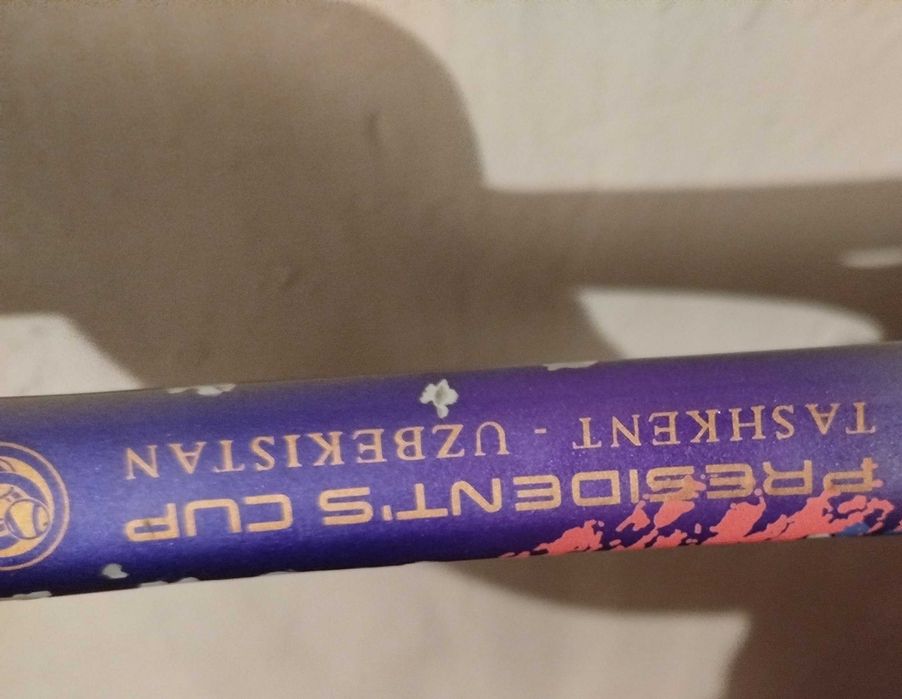 PRESIDENT'S CUP
TASHKENT - UZBEKISTAN